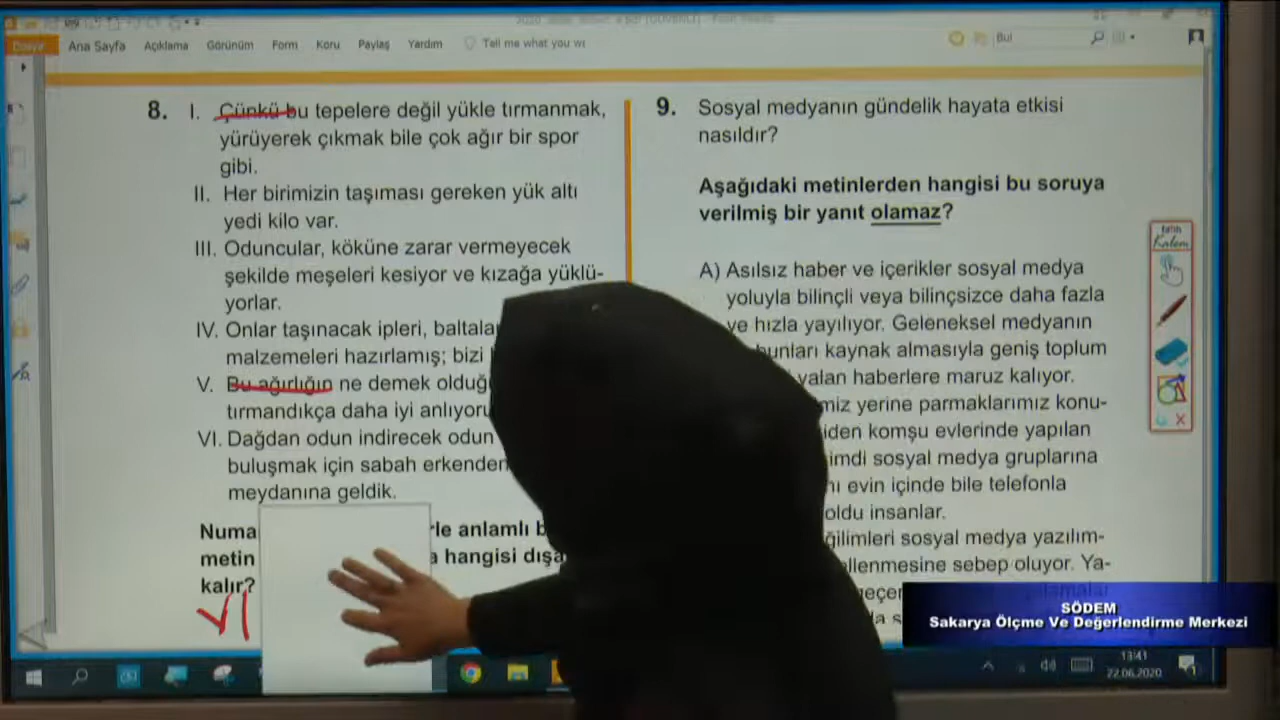 Dosya Ana Sayfa Açıklama Görünüm Form Koru Paylaş Yardım Tell me what you w Bul
8. I. Çünkü bu tepelere değil yükle tırmanmak,
yürüyerek çıkmak bile çok ağır bir spor
gibi.
II. Her birimizin taşıması gereken yük altı
yedi kilo var.
III. Oduncular, köküne zarar vermeyecek
şekilde meşeleri kesiyor ve kızağa yüklü-
yorlar.
IV. Onlar taşınacak ipleri, baltala
malzemeleri hazırlamış; bizi
V. Bu ağırlığın ne demek olduğ
tırmandıkça daha iyi anlıyoru
VI. Dağdan odun indirecek odun
buluşmak için sabah erkenden
meydanına geldik.
Numa rle anlamlı b
metin a hangisi dışa
kalır?
VI
9. Sosyal medyanın gündelik hayata etkisi
nasıldır?
Aşağıdaki metinlerden hangisi bu soruya
verilmiş bir yanıt olamaz?
A) Asılsız haber ve içerikler sosyal medya
yoluyla bilinçli veya bilinçsizce daha fazla
ve hızla yayılıyor. Geleneksel medyanın
bunları kaynak almasıyla geniş toplum
yalan haberlere maruz kalıyor.
miz yerine parmaklarımız konu-
iden komşu evlerinde yapılan
imdi sosyal medya gruplarına
nı evin içinde bile telefonla
oldu insanlar.
ğilimleri sosyal medya yazılım-
llenmesine sebep oluyor. Ya-
geçer
fatih
Kalem
SÖDEM
Sakarya Ölçme Ve Değerlendirme Merkezi
13:41
22.06.2020